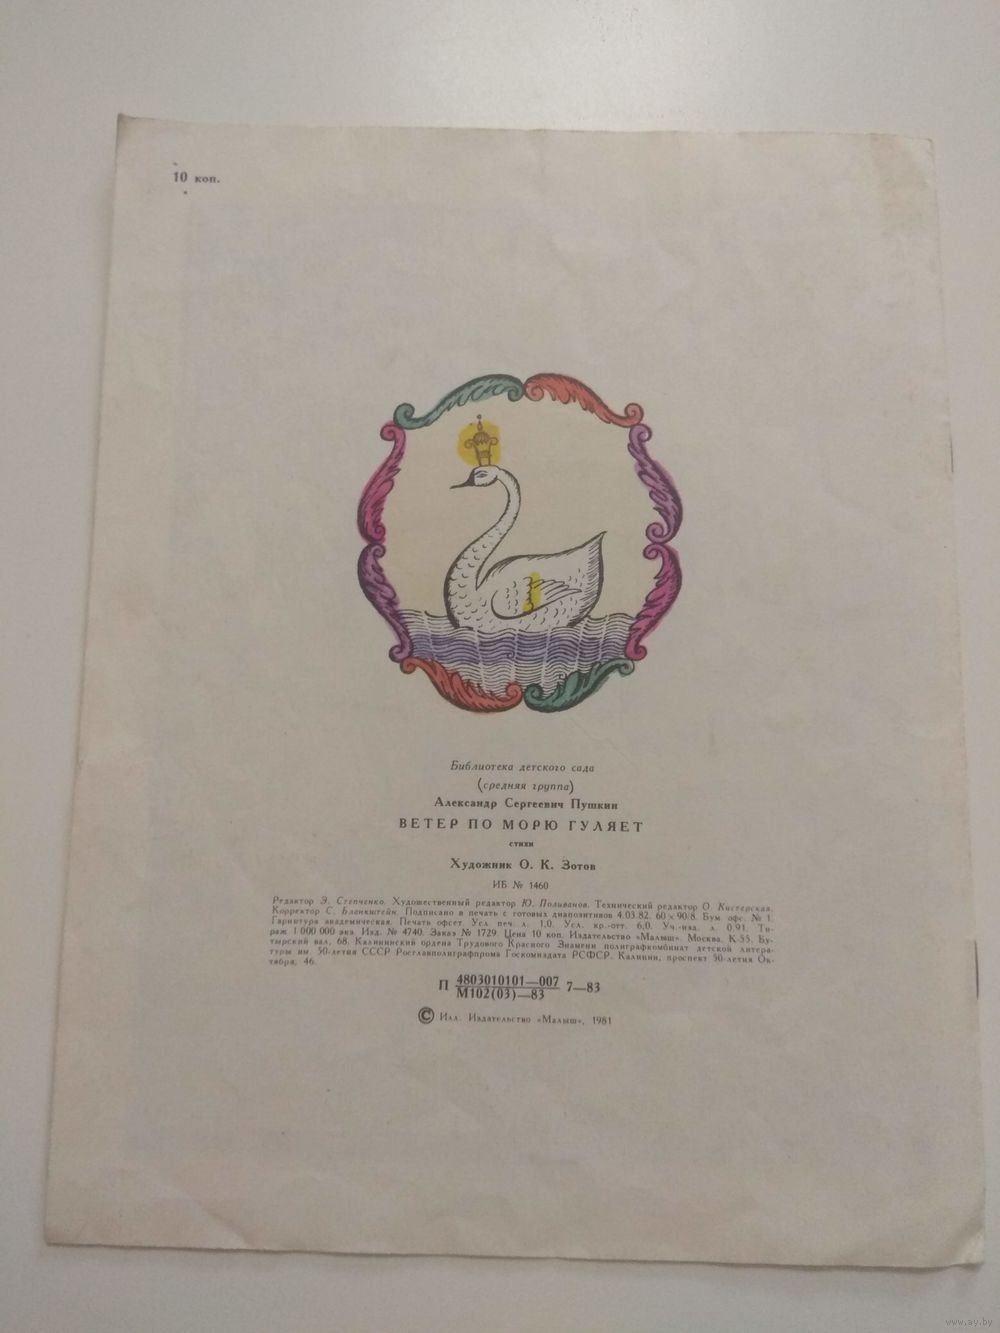 10 коп.
Библиотека детского сада
(средняя группа)
Александр Сергеевич Пушкин
ВЕТЕР ПО МОРЮ ГУЛЯЕТ
стихи
Художник О. К. Зотов
ИБ № 1460
Редактор Э. Степченко. Художественный редактор Ю. Поливанов. Технический редактор О. Кистерская.
Корректор С. Бланкштейн. Подписано в печать с готовых диапозитивов 4.03.82. 60 × 90/8. Бум. офс. № 1.
Гарнитура академическая. Печать офсет. Усл. печ. л. 1,0. Усл. кр.-отт. 6,0. Уч.-изд. л. 0,91. Ти-
раж 1 000 000 экз. Изд. № 4740. Заказ № 1729. Цена 10 коп. Издательство «Малыш». Москва. К-55. Бу-
тырский вал, 68. Калининский ордена Трудового Красного Знамени полиграфкомбинат детской литера-
туры им. 50-летия СССР Росглавполиграфпрома Госкомиздата РСФСР. Калинин, проспект 50-летия Ок-
тября, 46.
П 4803010101—007 7—83
М102(03)—83
© Илл. Издательство «Малыш», 1981
www.ay.by